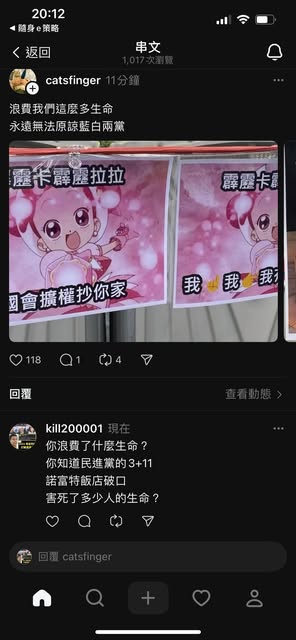 20:12
隨身e策略
返回
串文
1,017次瀏覽
catsfinger 11分鐘
浪費我們這麼多生命
永遠無法原諒藍白兩黨
霹靂卡霹靂拉拉
國會擴權抄你家
霹靂卡
我👍我👍我
118
1
4
回覆
查看動態
kill200001 現在
你浪費了什麼生命？
你知道民進黨的3+11
諾富特飯店破口
害死了多少人的生命？
回覆 catsfinger